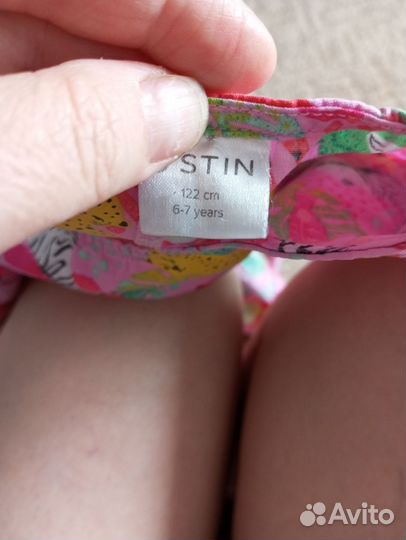 STIN
122 cm
6-7 years
Avito